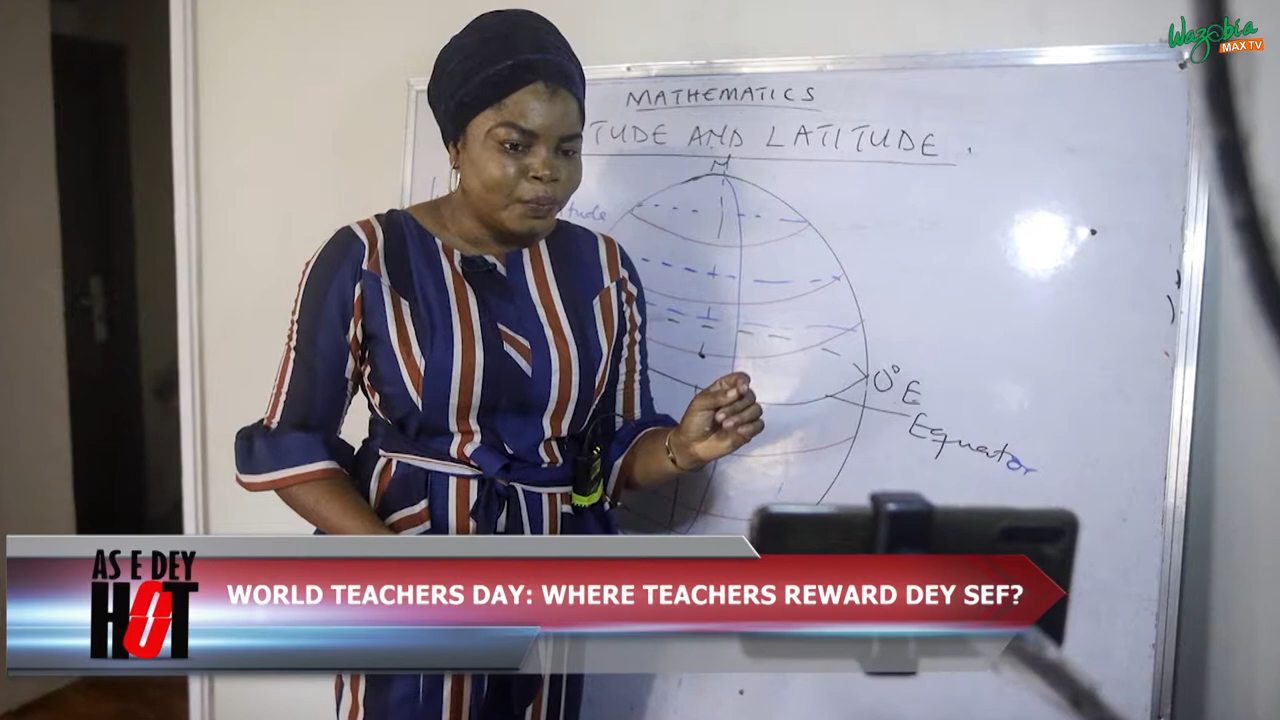 Wazobia
MAX TV
MATHEMATICS
TUDE AND LATITUDE.
tude
0° E
Equator
AS E DEY
HOT
WORLD TEACHERS DAY: WHERE TEACHERS REWARD DEY SEF?